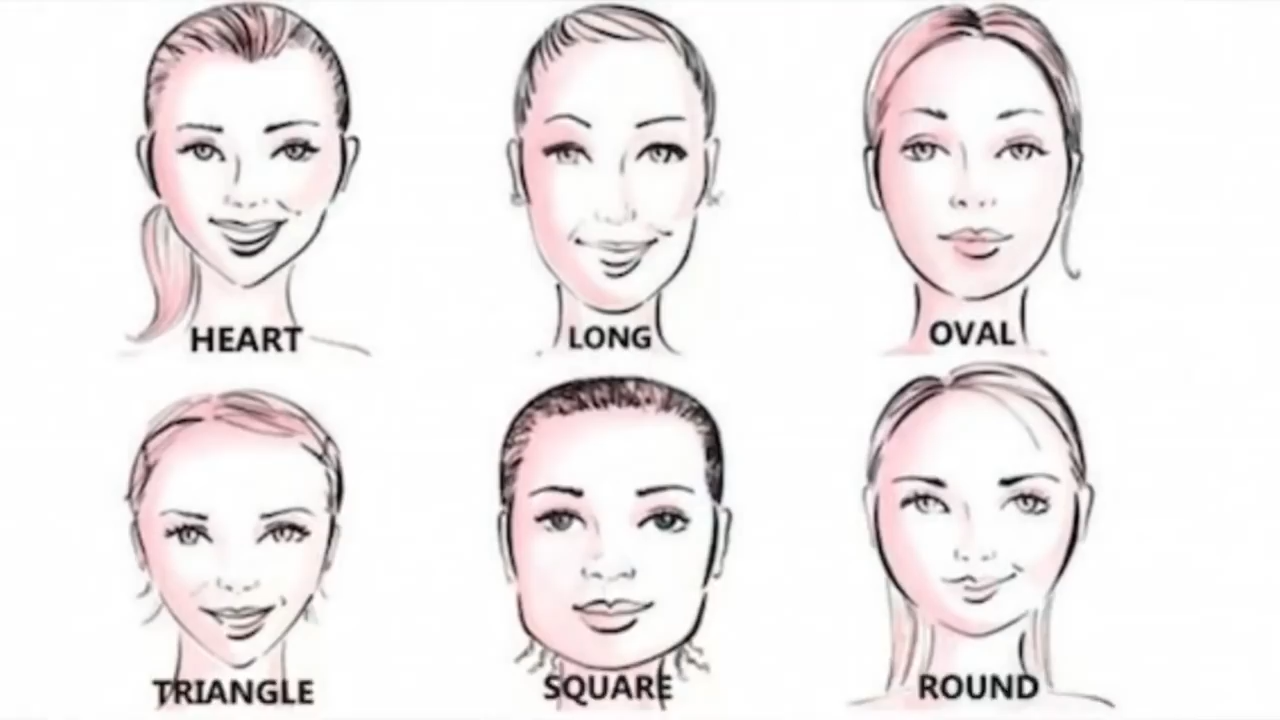 HEART
LONG
OVAL
TRIANGLE
SQUARE
ROUND